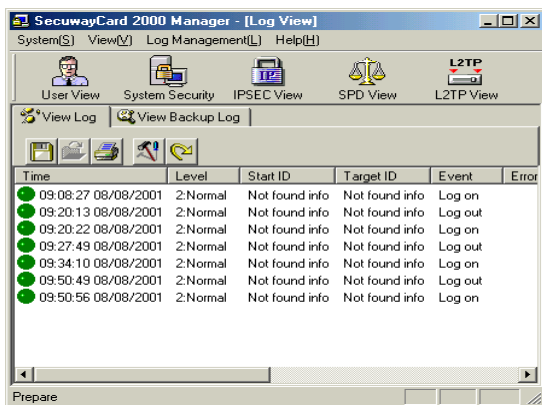 SecuwayCard 2000 Manager - [Log View]
System(S) View(V) Log Management(L) Help(H)
L2TP
IP
User View System Security IPSEC View SPD View L2TP View
View Log View Backup Log
Time Level Start ID Target ID Event Error
09:08:27 08/08/2001 2:Normal Not found info Not found info Log on
09:20:13 08/08/2001 2:Normal Not found info Not found info Log out
09:20:22 08/08/2001 2:Normal Not found info Not found info Log on
09:27:49 08/08/2001 2:Normal Not found info Not found info Log out
09:34:10 08/08/2001 2:Normal Not found info Not found info Log on
09:50:49 08/08/2001 2:Normal Not found info Not found info Log out
09:50:56 08/08/2001 2:Normal Not found info Not found info Log on
Prepare